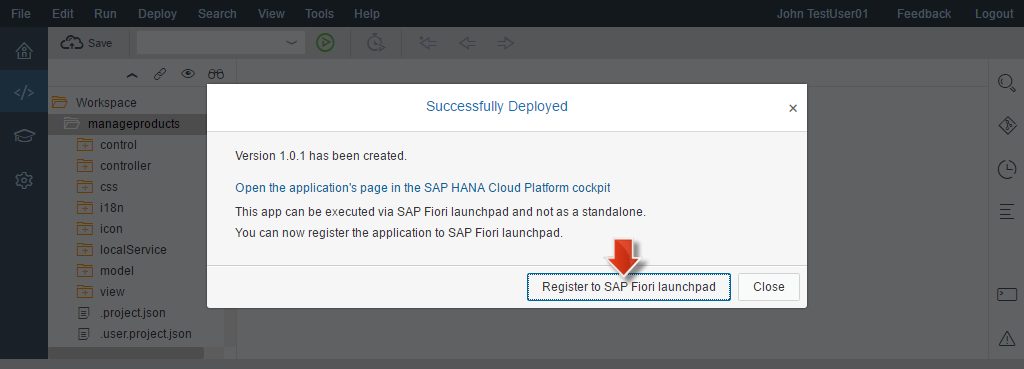 File Edit Run Deploy Search View Tools Help John TestUser01 Feedback Logout
Save
Workspace
manageproducts
control
controller
css
i18n
icon
localService
model
view
.project.json
.user.project.json
Successfully Deployed
×
Version 1.0.1 has been created.
Open the application's page in the SAP HANA Cloud Platform cockpit
This app can be executed via SAP Fiori launchpad and not as a standalone.
You can now register the application to SAP Fiori launchpad.
Register to SAP Fiori launchpad Close